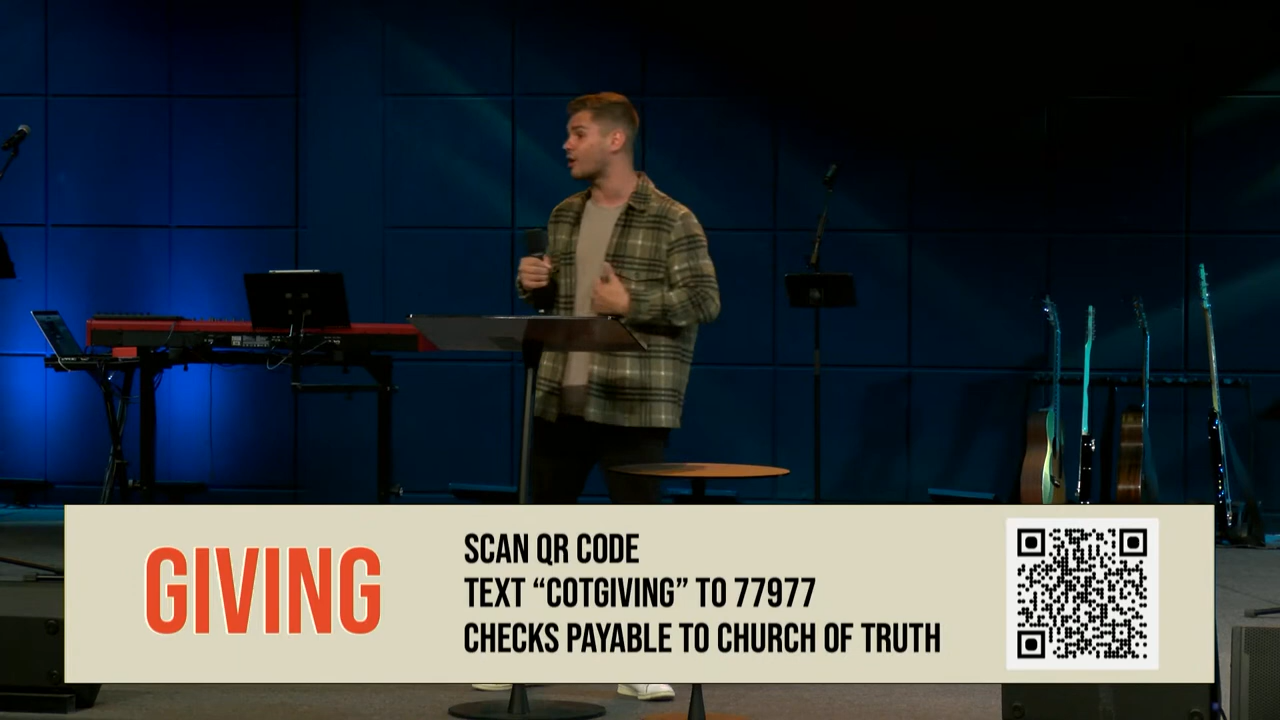 GIVING
SCAN QR CODE
TEXT “COTGIVING” TO 77977
CHECKS PAYABLE TO CHURCH OF TRUTH